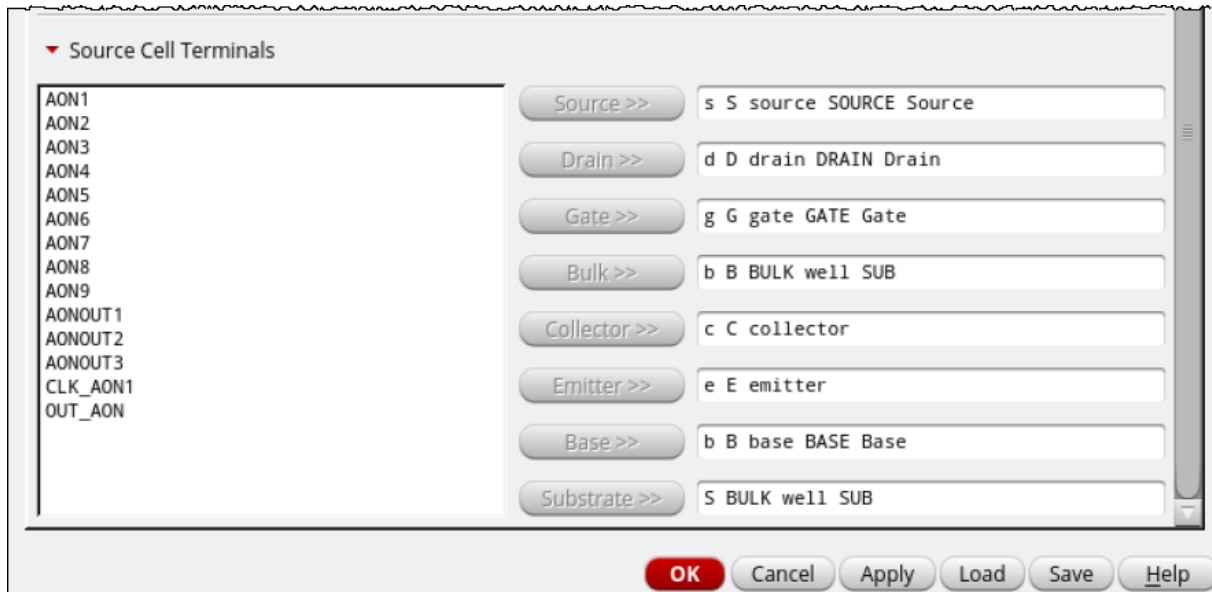 Source Cell Terminals
AON1
AON2
AON3
AON4
AON5
AON6
AON7
AON8
AON9
AONOUT1
AONOUT2
AONOUT3
CLK_AON1
OUT_AON
Source >> s S source SOURCE Source
Drain >> d D drain DRAIN Drain
Gate >> g G gate GATE Gate
Bulk >> b B BULK well SUB
Collector >> c C collector
Emitter >> e E emitter
Base >> b B base BASE Base
Substrate >> S BULK well SUB
OK Cancel Apply Load Save Help